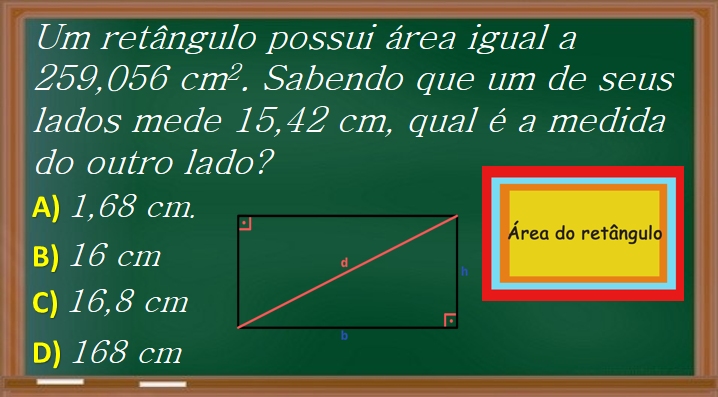 Um retângulo possui área igual a
259,056 cm². Sabendo que um de seus
lados mede 15,42 cm, qual é a medida
do outro lado?
A) 1,68 cm.
B) 16 cm
C) 16,8 cm
D) 168 cm
d
h
b
Área do retângulo